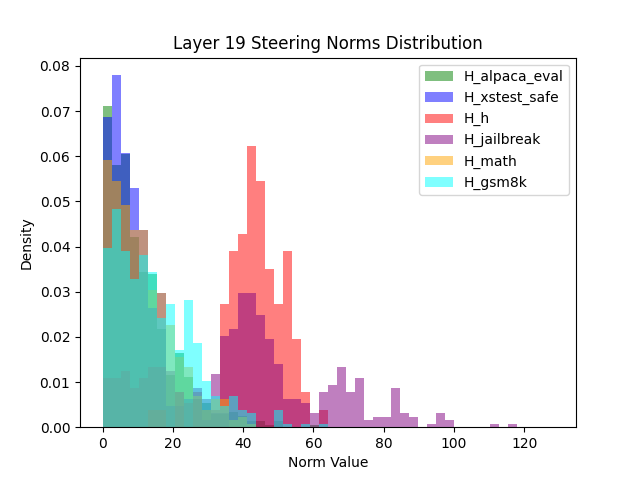 Layer 19 Steering Norms Distribution
0.08
0.07
0.06
0.05
0.04
0.03
0.02
0.01
0.00
Density
H_alpaca_eval
H_xstest_safe
H_h
H_jailbreak
H_math
H_gsm8k
0 20 40 60 80 100 120
Norm Value